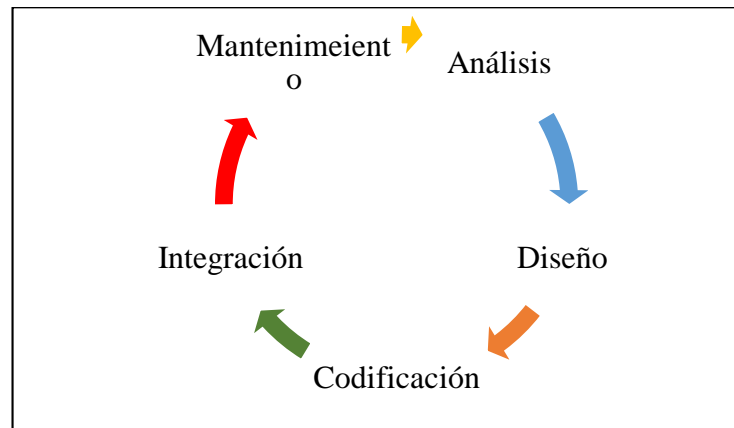 Mantenimeient
o
Análisis
Diseño
Codificación
Integración